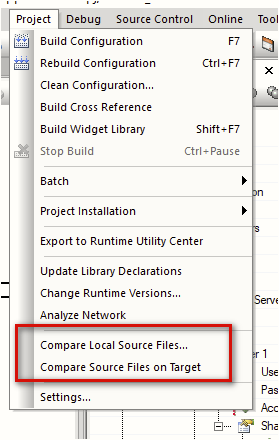 Project Debug Source Control Online Tool
Build Configuration F7
Rebuild Configuration Ctrl+F7
Clean Configuration...
Build Cross Reference
Build Widget Library Shift+F7
Stop Build Ctrl+Pause
Batch
Project Installation
Export to Runtime Utility Center
Update Library Declarations
Change Runtime Versions...
Analyze Network
Compare Local Source Files...
Compare Source Files on Target
Settings...
on
rs
Serve
r 1
Use
Pas
Acc
So